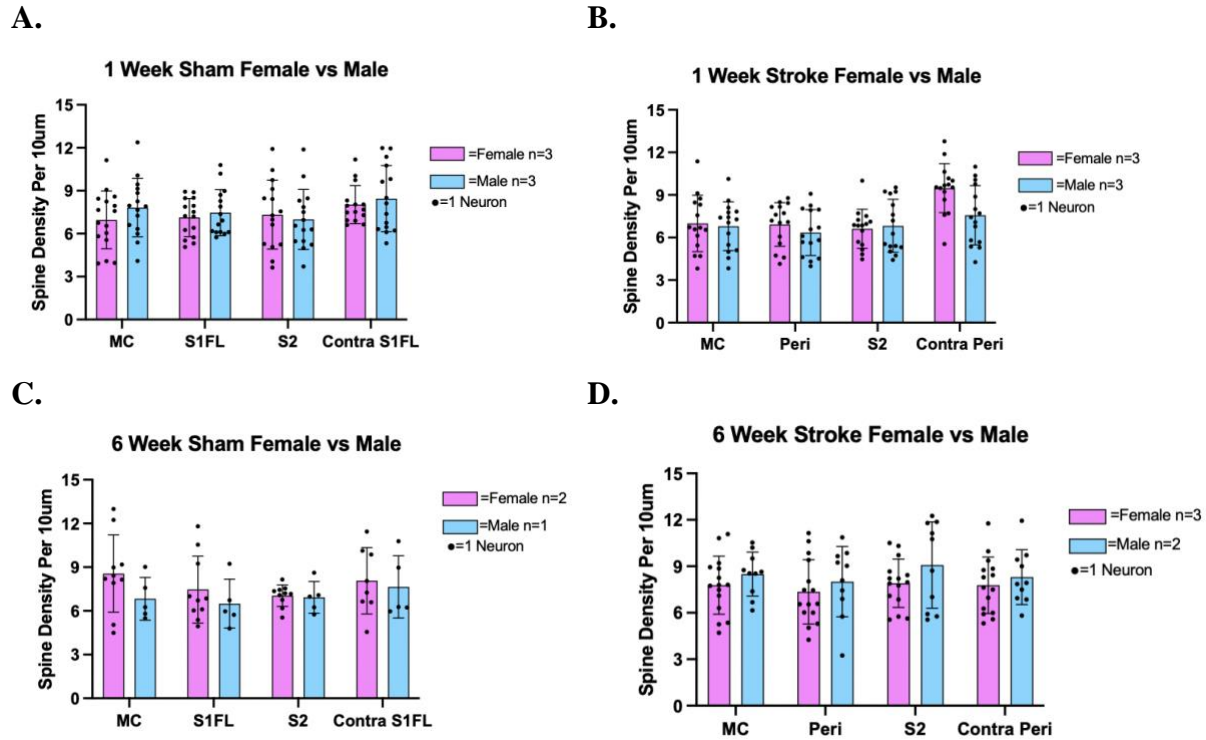 A.
1 Week Sham Female vs Male
Spine Density Per 10um
15
12
9
6
3
0
MC
S1FL
S2
Contra S1FL
=Female n=3
=Male n=3
=1 Neuron
B.
1 Week Stroke Female vs Male
Spine Density Per 10um
15
12
9
6
3
0
MC
Peri
S2
Contra Peri
=Female n=3
=Male n=3
=1 Neuron
C.
6 Week Sham Female vs Male
Spine Density Per 10um
15
12
9
6
3
0
MC
S1FL
S2
Contra S1FL
=Female n=2
=Male n=1
=1 Neuron
D.
6 Week Stroke Female vs Male
Spine Density Per 10um
15
12
9
6
3
0
MC
Peri
S2
Contra Peri
=Female n=3
=Male n=2
=1 Neuron